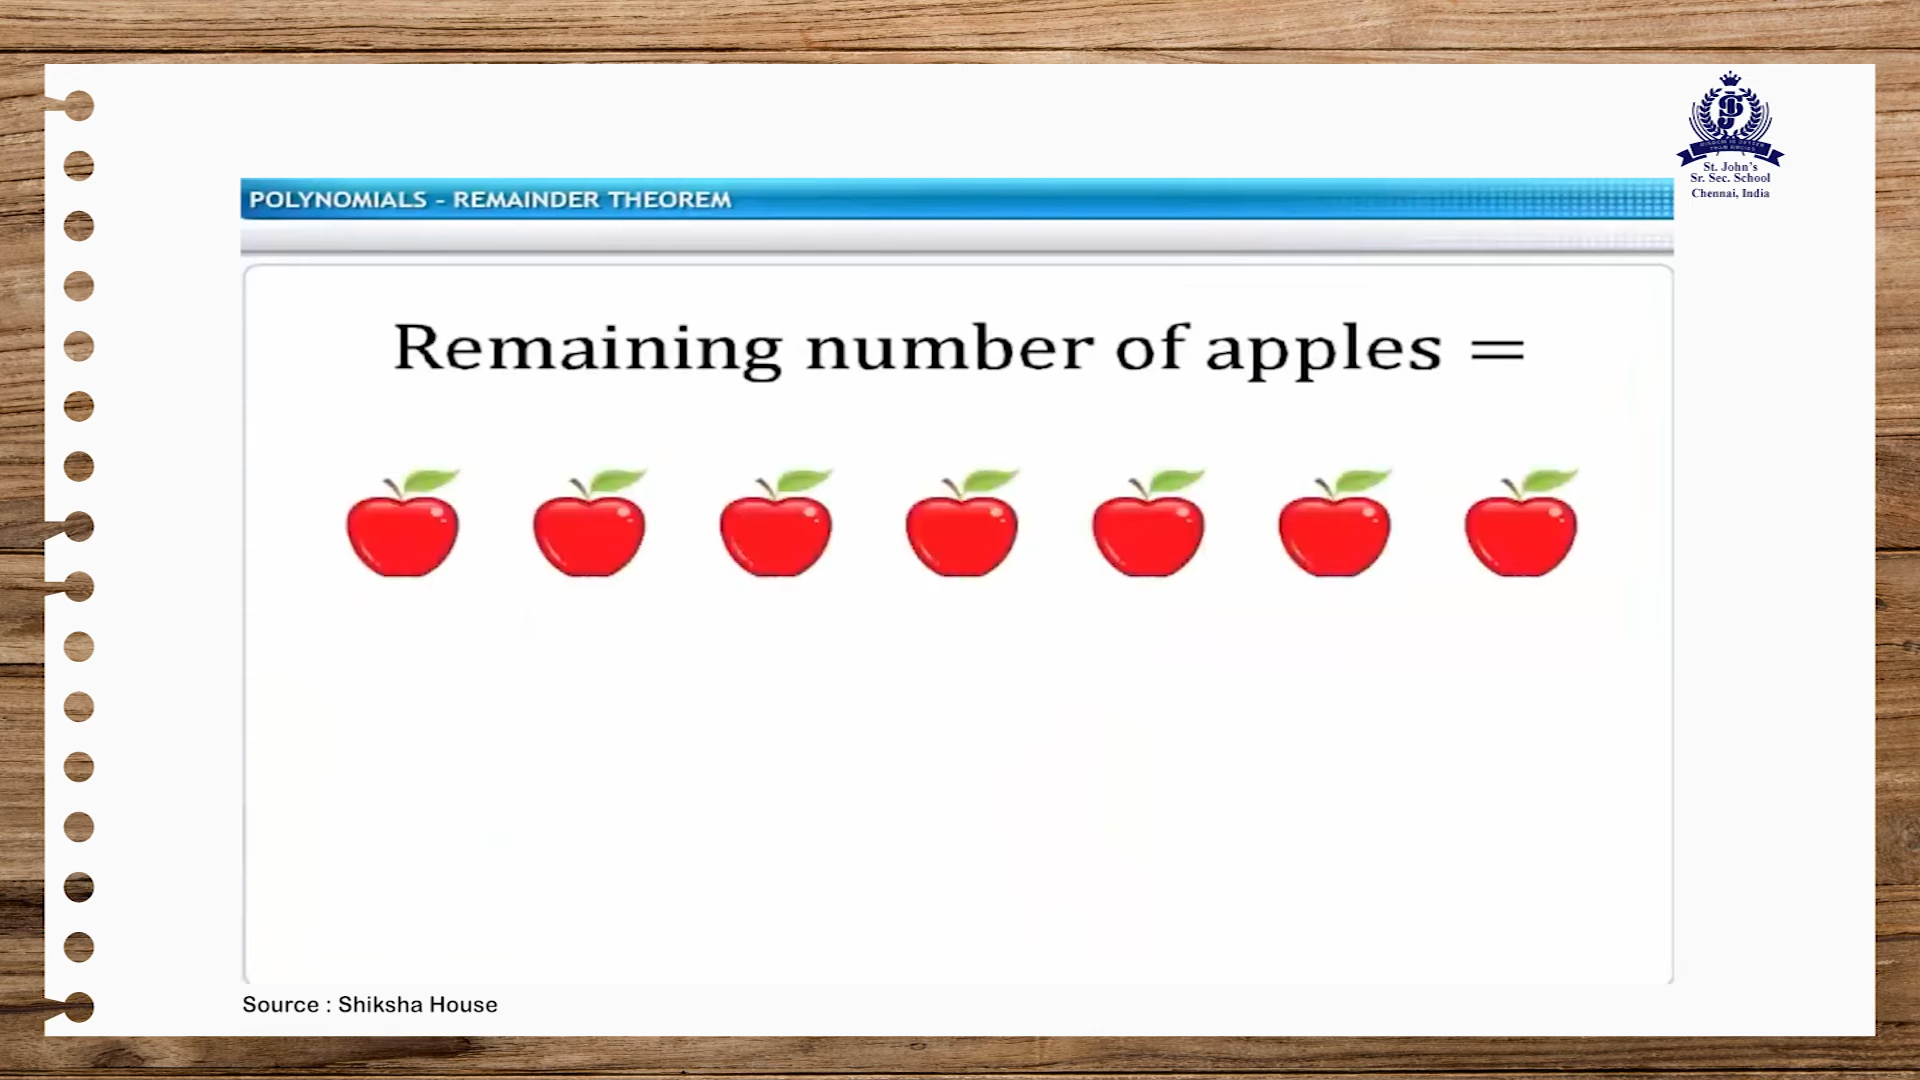 St. John's
Sr. Sec. School
Chennai, India
POLYNOMIALS - REMAINDER THEOREM
Remaining number of apples =
Source : Shiksha House